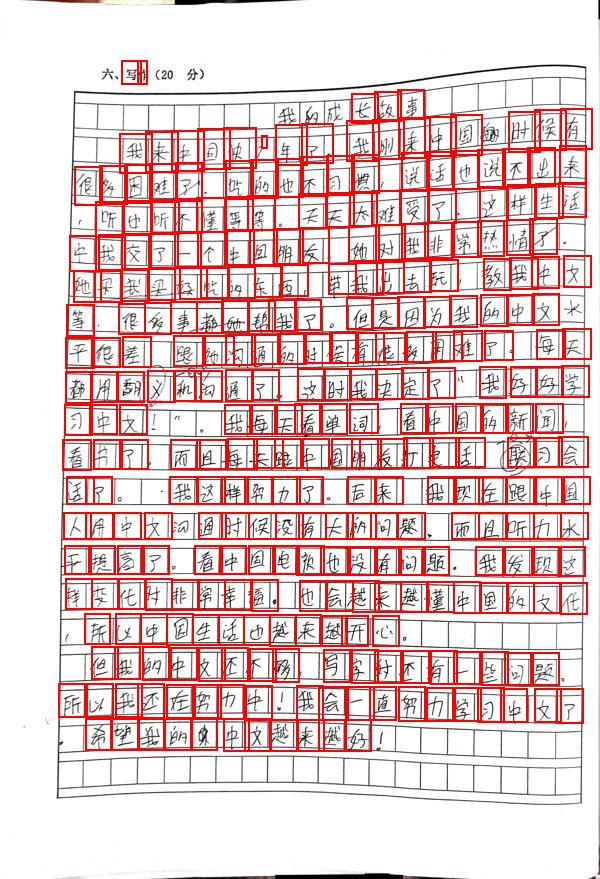 六、写作(20 分)
我的成长故事
我来中国快1年了。我刚来中国的时候有
很多困难了。吃的也不习惯,说话也说不出来
,听也听不懂等等。天天太难受了。这样生活
中我交了一个中国朋友,她对我非常热情了。
她买我买好吃的东西,带我出去玩,教我中文
等,很多事都她帮我了。但是因为我的中文水
平很差,跟她沟通的时候有很多困难了。每天
都用翻义和沟通了。这时我决定了“我好好学
习中文!”。我每天看单词,看中国的新闻,
看书了。而且每天跟中国朋友打电话练习会
话了。我这样努力了。后来我现在跟中国
人用中文沟通时候没有大的问题,而且听力水
平提高了。看中国电视也没有问题。我发现这
样变化对非常幸福。也会越来越懂中国的文化
,所以中国生活也越来越开心。
但我的中文还不够,写字时还有一些问题。
所以我还在努力中!我会一直努力学习中文了
。希望我的中文越来越好!